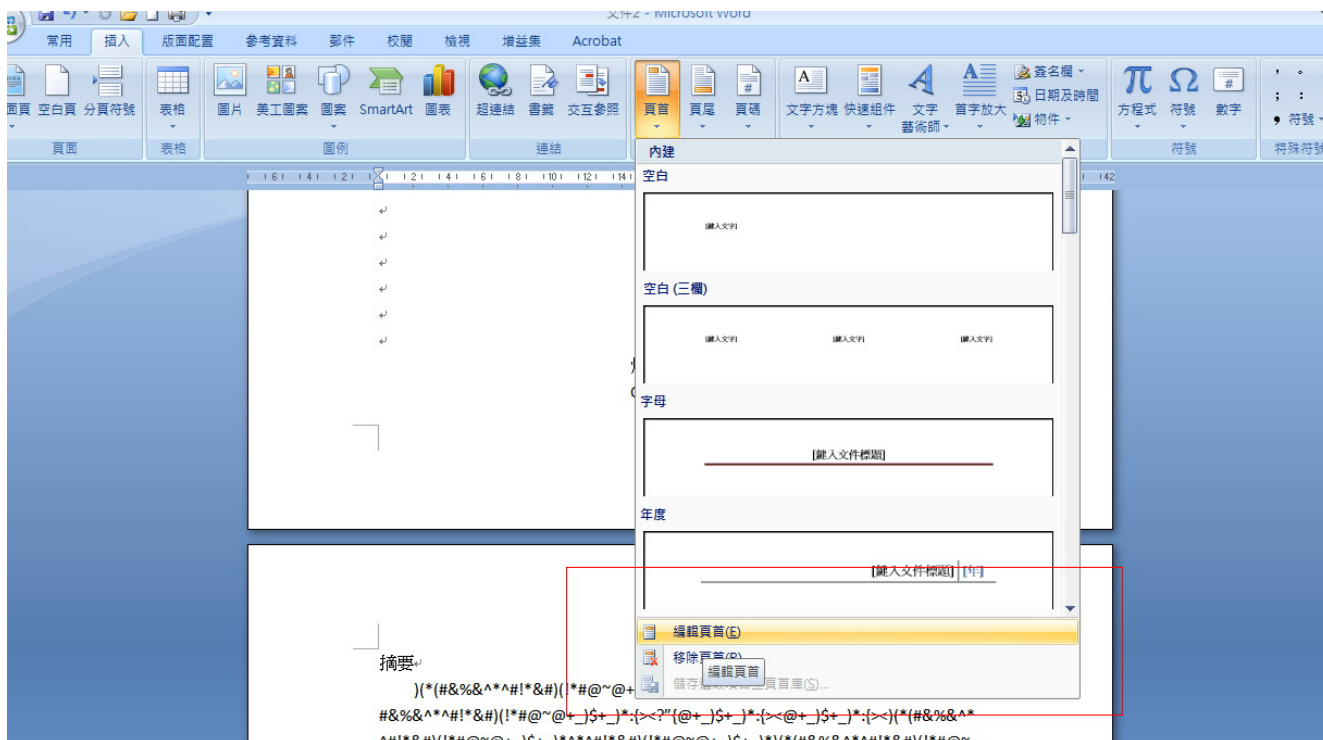 文件2 - Microsoft Word
常用 插入 版面配置 參考資料 郵件 校閱 檢視 增益集 Acrobat
空白頁 分頁符號 表格 圖片 美工圖案 圖案 SmartArt 圖表 超連結 書籤 交互參照 頁首 頁尾 頁碼 文字方塊 快速組件 文字藝術師 首字放大 簽名欄 日期及時間 物件 方程式 符號 數字 , 。 ; : 符號
頁面 表格 圖例 連結 符號 特殊符號
內建
空白
[鍵入文字]
空白 (三欄)
[鍵入文字] [鍵入文字] [鍵入文字]
字母
[鍵入文件標題]
年度
[鍵入文件標題] [年]
編輯頁首(E)
移除頁首(R)
編輯頁首
摘要
)(*(#&%&^*^#!*&#)(!*#@~@+
#&%&^*^#!*&#)(!*#@~@+_)$+_)*:{><?"{@+_)$+_)*:{><@+_)$+_)*:{><)(*(#&%&^*